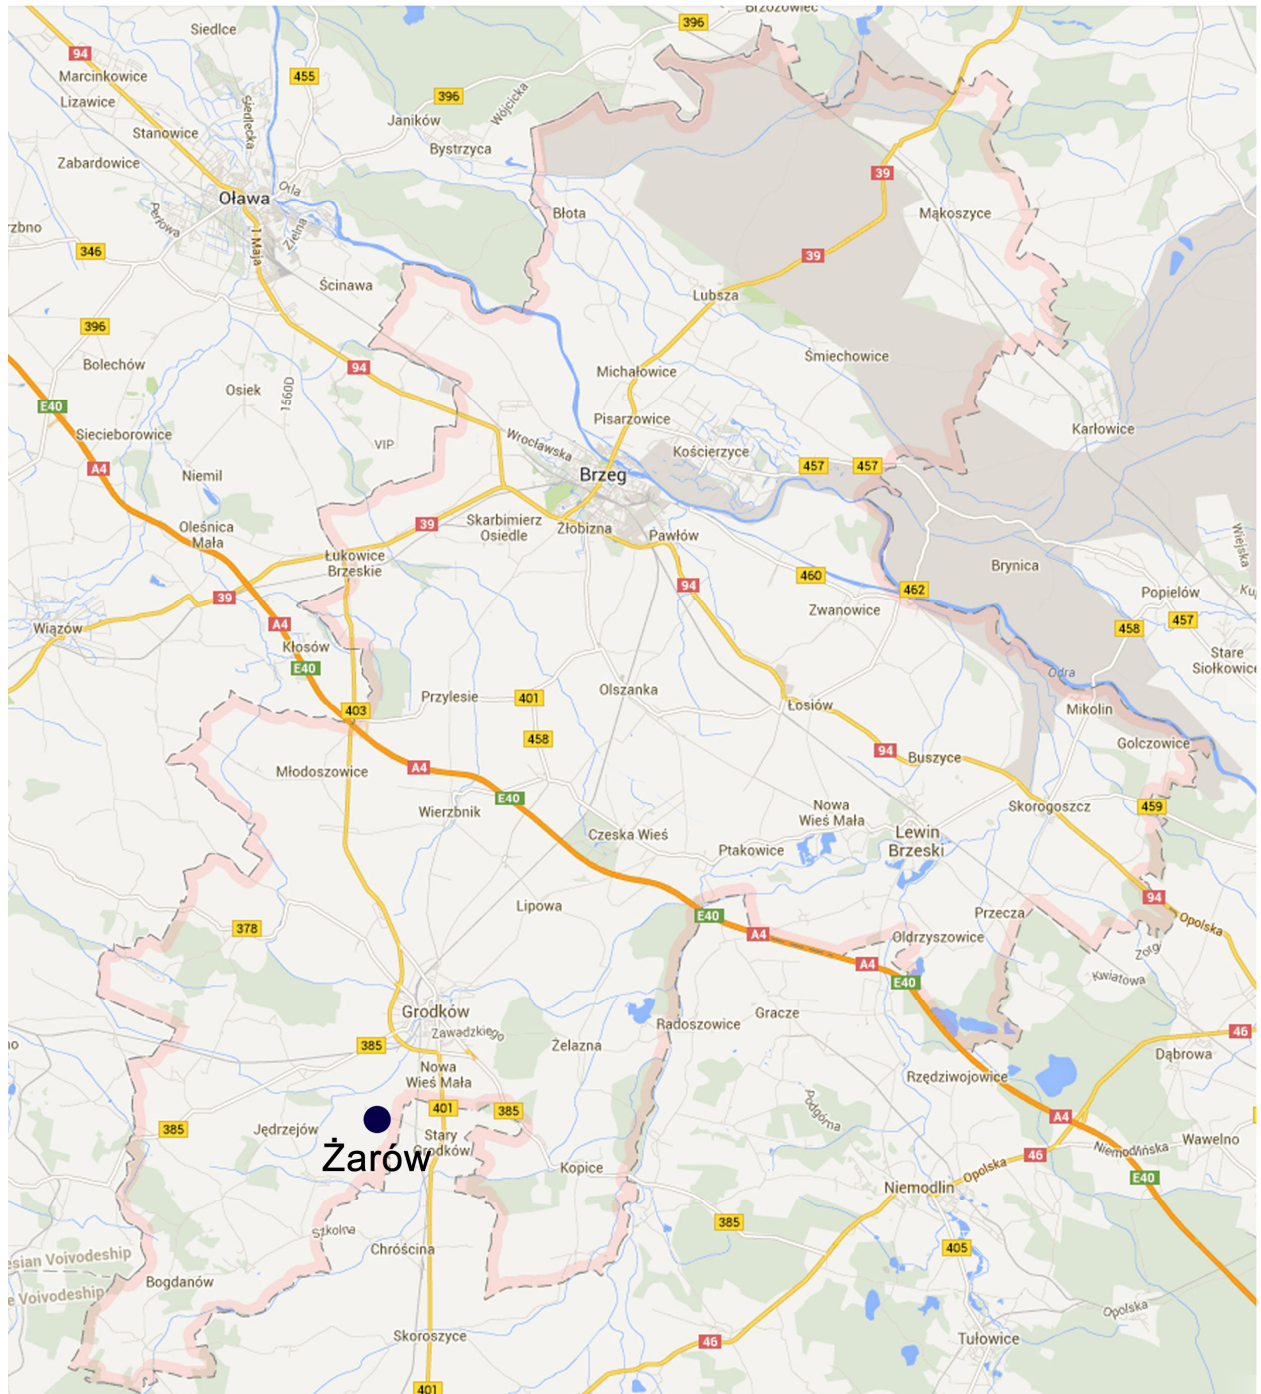 Brzozowiec
396
Siedlce
94
455
Marcinkowice
Lizawice
396
Wójcicka
Siedlecka
Janików
Stanowice
Bystrzyca
Zabardowice
39
Orla
Oława
Błota
Mąkoszyce
Perłowa
Zielna
1 Maja
rzbno
346
39
Ścinawa
Lubsza
396
Śmiechowice
Bolechów
94
Michałowice
Osiek
1560D
E40
Pisarzowice
Karłowice
Siecieborowice
VIP
Wrocławska
Kościerzyce
A4
457
457
Niemil
Brzeg
Oleśnica
Mała
39
Skarbimierz
Osiedle
Żłobizna
Pawłów
Wiejska
Łukowice
Brzeskie
Brynica
460
94
462
Popielów
39
Zwanowice
457
A4
458
Wiązów
Kłosów
Stare
Siołkowice
E40
Odra
Przylesie
401
Olszanka
403
Łosiów
Mikolin
458
94
Golczowice
Buszyce
Młodoszowice
A4
E40
Wierzbnik
Nowa
Wieś Mała
Skorogoszcz
459
Czeska Wieś
Lewin
Brzeski
Ptakowice
94
Lipowa
E40
Przecza
Opolska
378
A4
Oldrzyszowice
Zorg
A4
E40
Kwiatowa
Grodków
Gracze
Radoszowice
Zawadzkiego
46
385
Żelazna
Dąbrowa
Nowa
Wieś Mała
Rzędziwojowice
401
385
Podgórna
A4
385
Jędrzejów
Żarów
Stary
Grodków
Wawelno
Niemodlińska
46
Kopice
Opolska
E40
Niemodlin
385
Szkolna
Chróścina
405
esian Voivodeship
Bogdanów
e Voivodeship
Opolska
Skoroszyce
46
Tułowice
401